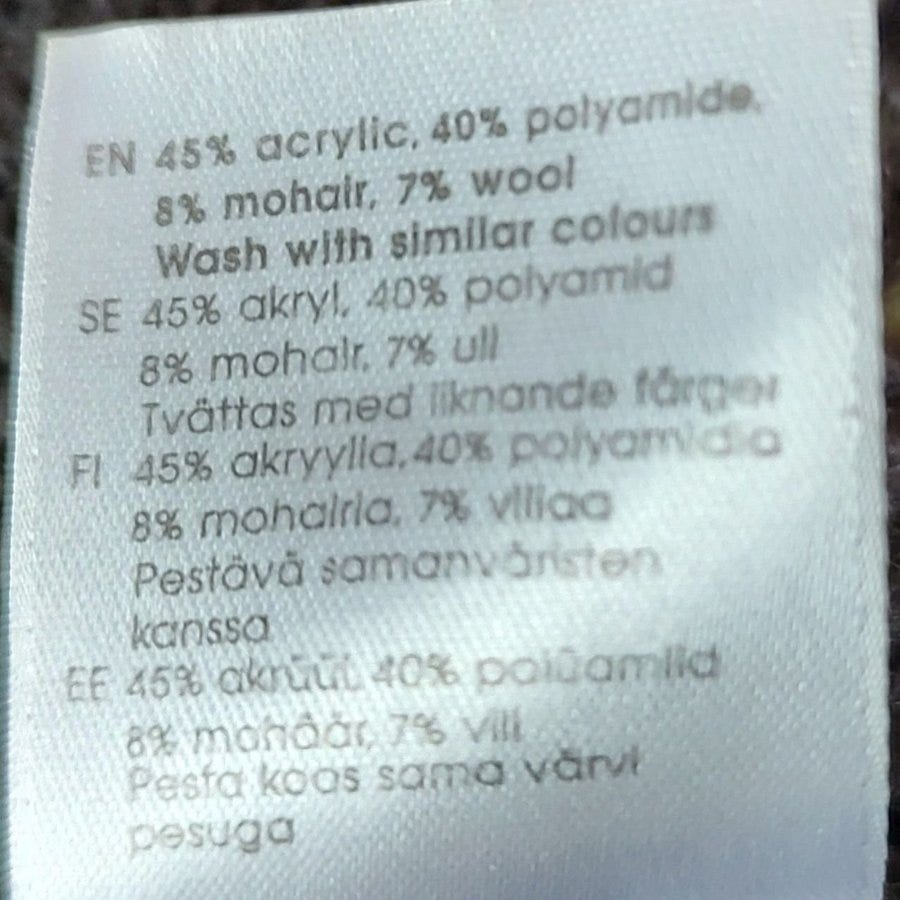 EN 45% acrylic, 40% polyamide,
8% mohair, 7% wool
Wash with similar colours
SE 45% akryl, 40% polyamid
8% mohair, 7% ull
Tvättas med liknande färger
FI 45% akryylia, 40% polyamidia
8% mohairia, 7% villaa
Pestävä samanväristen
kanssa
EE 45% akrüül, 40% polüamiid
8% mohäär, 7% vill
Pesta koos sama värvi
pesuga